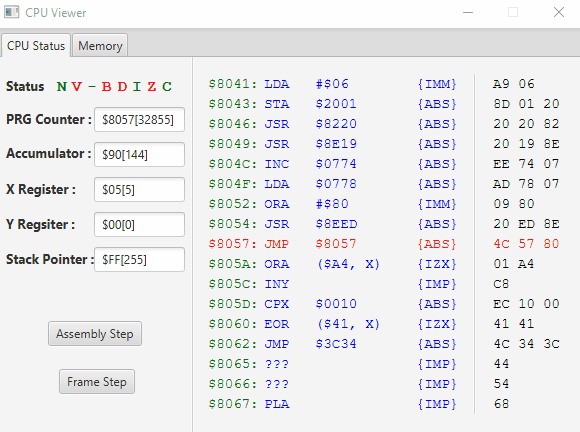 CPU Viewer
CPU Status Memory
Status N V - B D I Z C
PRG Counter : $8057[32855]
Accumulator : $90[144]
X Register : $05[5]
Y Regsiter : $00[0]
Stack Pointer : $FF[255]
Assembly Step
Frame Step
$8041: LDA #$06 {IMM} A9 06
$8043: STA $2001 {ABS} 8D 01 20
$8046: JSR $8220 {ABS} 20 20 82
$8049: JSR $8E19 {ABS} 20 19 8E
$804C: INC $0774 {ABS} EE 74 07
$804F: LDA $0778 {ABS} AD 78 07
$8052: ORA #$80 {IMM} 09 80
$8054: JSR $8EED {ABS} 20 ED 8E
$8057: JMP $8057 {ABS} 4C 57 80
$805A: ORA ($A4, X) {IZX} 01 A4
$805C: INY {IMP} C8
$805D: CPX $0010 {ABS} EC 10 00
$8060: EOR ($41, X) {IZX} 41 41
$8062: JMP $3C34 {ABS} 4C 34 3C
$8065: ??? {IMP} 44
$8066: ??? {IMP} 54
$8067: PLA {IMP} 68